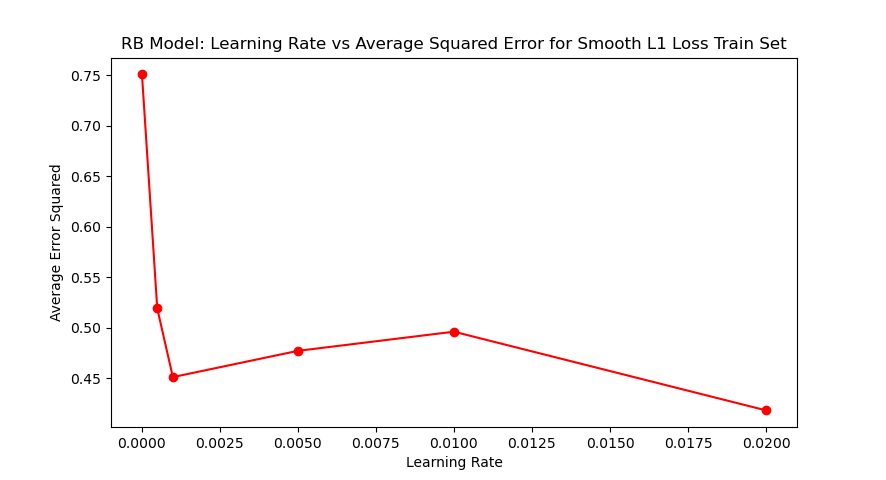 RB Model: Learning Rate vs Average Squared Error for Smooth L1 Loss Train Set
0.75
0.70
0.65
0.60
0.55
0.50
0.45
Average Error Squared
0.0000 0.0025 0.0050 0.0075 0.0100 0.0125 0.0150 0.0175 0.0200
Learning Rate